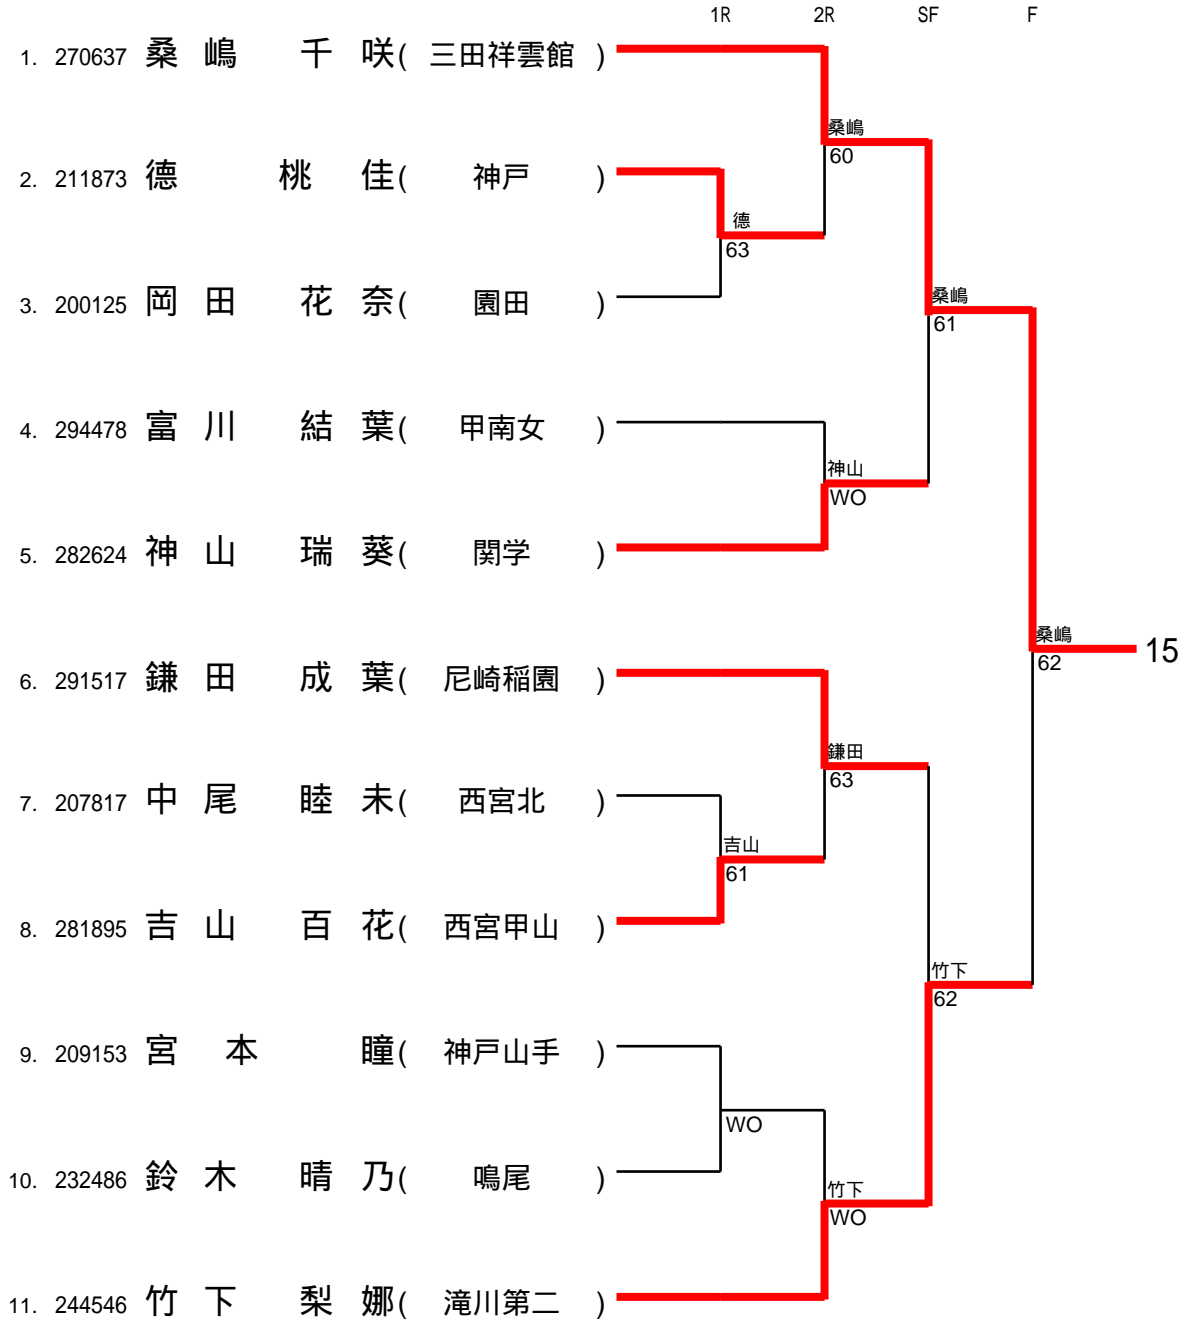 1R 2R SF F
1. 270637 桑嶋 千咲( 三田祥雲館 )
桑嶋
60
2. 211873 德 桃佳( 神戸 )
德
63
3. 200125 岡田 花奈( 園田 )
桑嶋
61
4. 294478 富川 結葉( 甲南女 )
神山
WO
5. 282624 神山 瑞葵( 関学 )
桑嶋
62
15
6. 291517 鎌田 成葉( 尼崎稲園 )
鎌田
63
7. 207817 中尾 睦未( 西宮北 )
吉山
61
8. 281895 吉山 百花( 西宮甲山 )
竹下
62
9. 209153 宮本 瞳( 神戸山手 )
WO
10. 232486 鈴木 晴乃( 鳴尾 )
竹下
WO
11. 244546 竹下 梨娜( 滝川第二 )